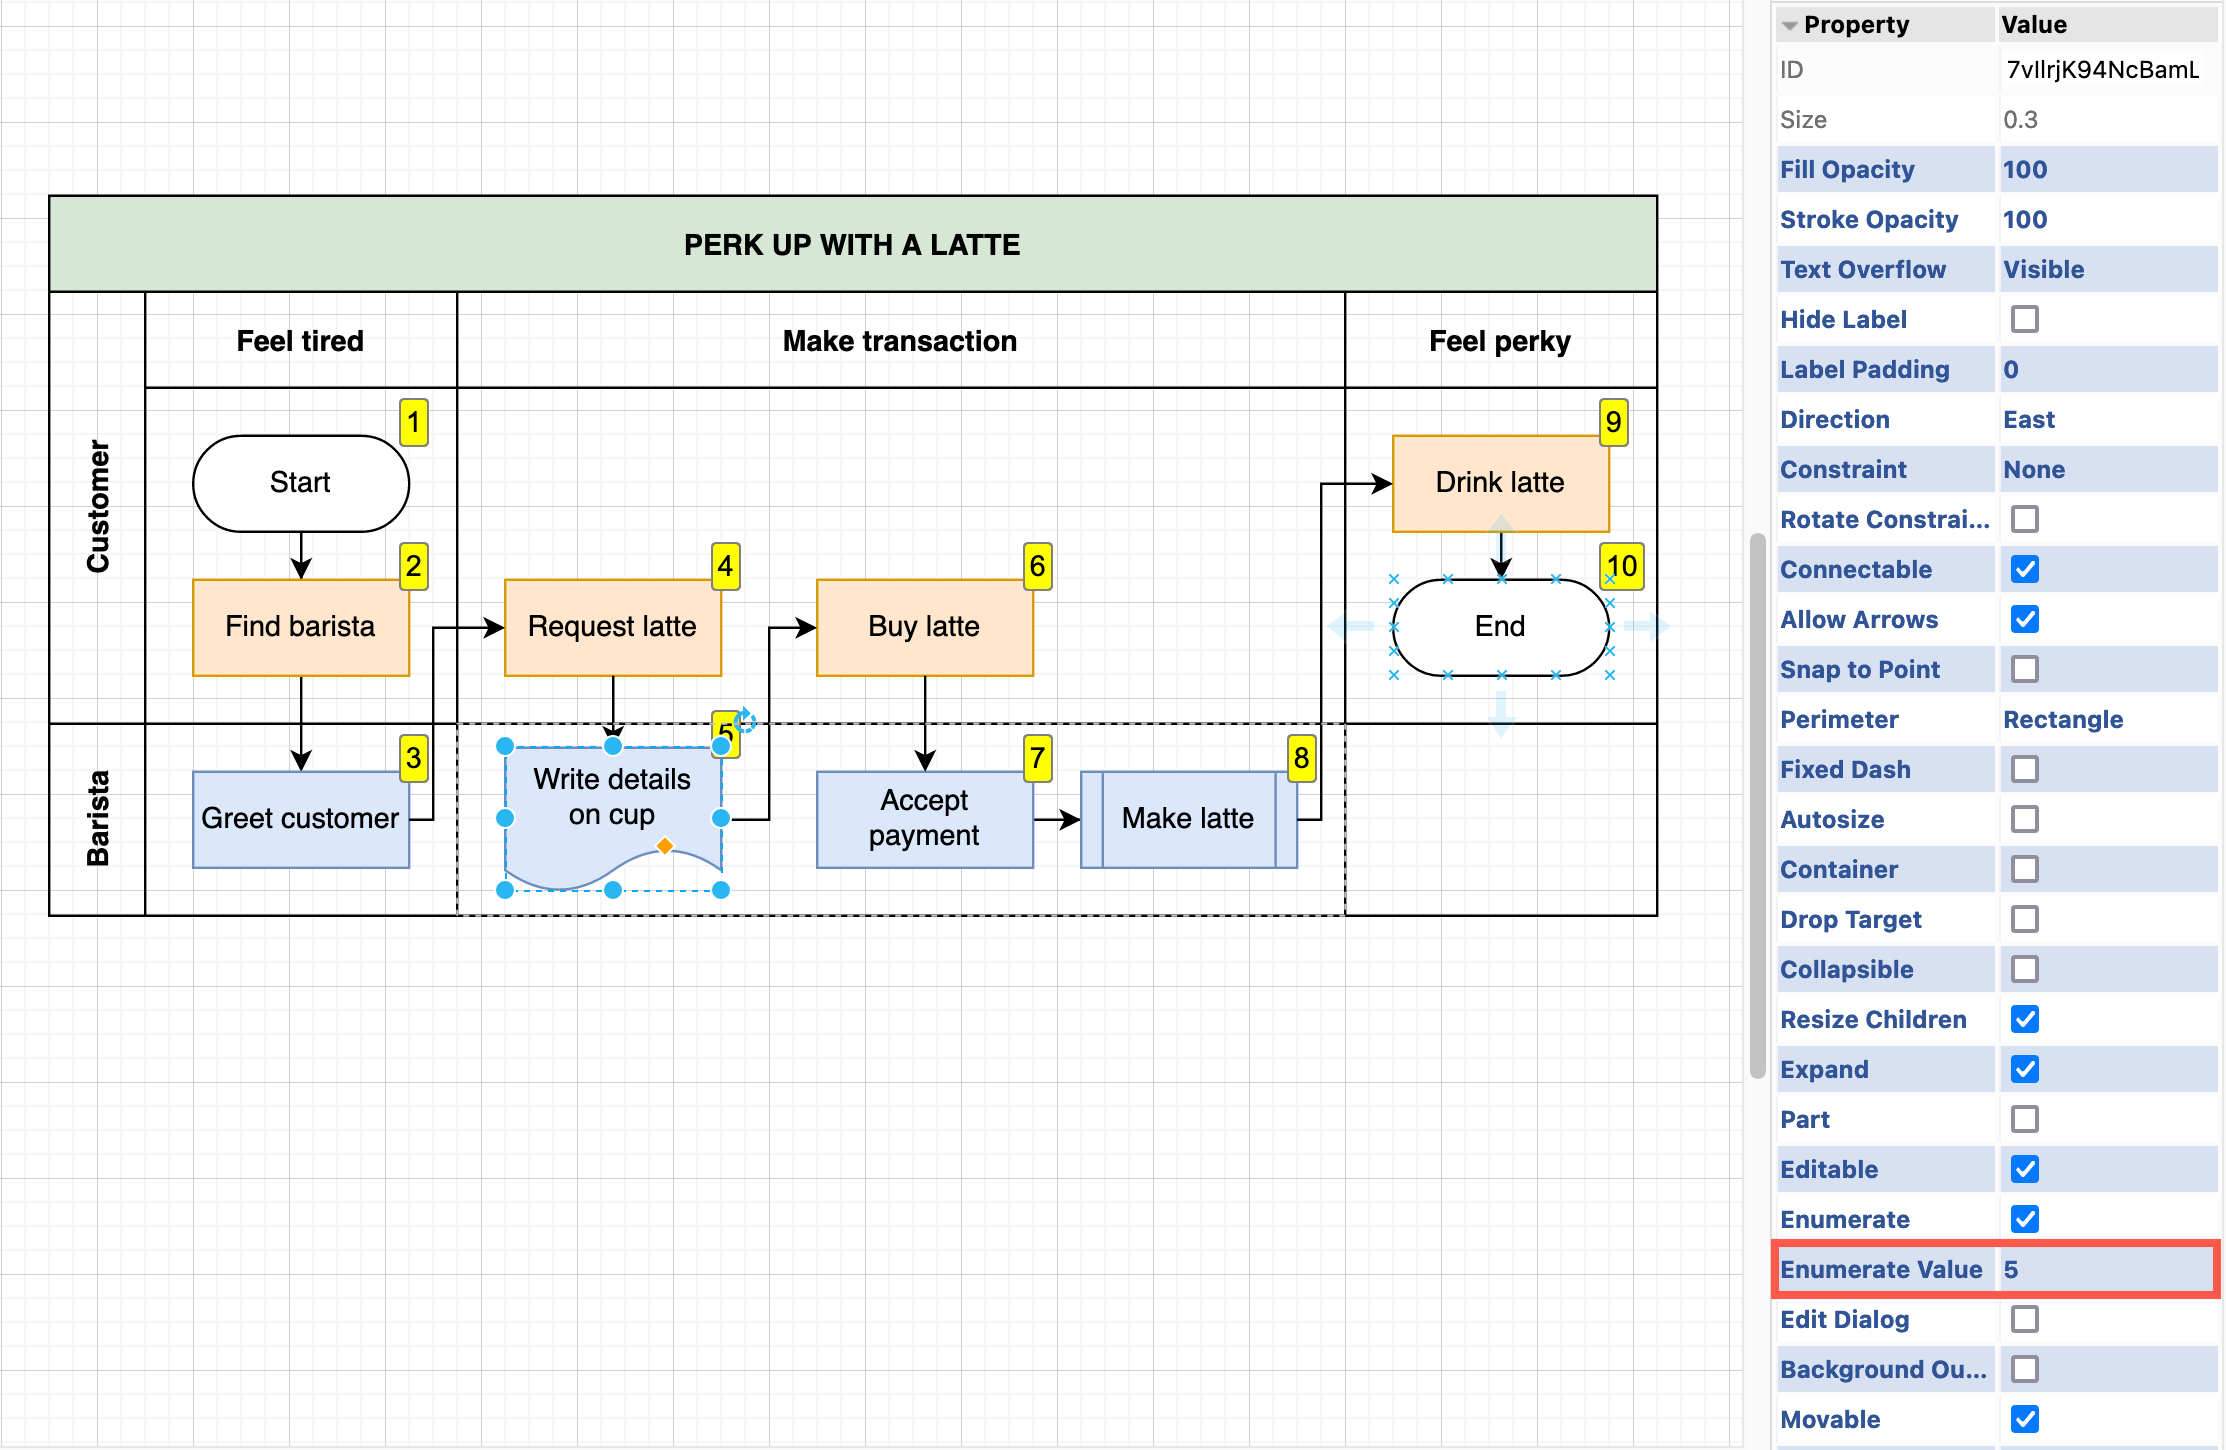 PERK UP WITH A LATTE
Feel tired
Make transaction
Feel perky
Customer
1
Start
9
Drink latte
2
Find barista
4
Request latte
6
Buy latte
10
End
Barista
3
Greet customer
5
Write details
on cup
7
Accept
payment
8
Make latte
Property Value
ID 7vIlrjK94NcBamL
Size 0.3
Fill Opacity 100
Stroke Opacity 100
Text Overflow Visible
Hide Label
Label Padding 0
Direction East
Constraint None
Rotate Constrai...
Connectable
Allow Arrows
Snap to Point
Perimeter Rectangle
Fixed Dash
Autosize
Container
Drop Target
Collapsible
Resize Children
Expand
Part
Editable
Enumerate
Enumerate Value 5
Edit Dialog
Background Ou...
Movable